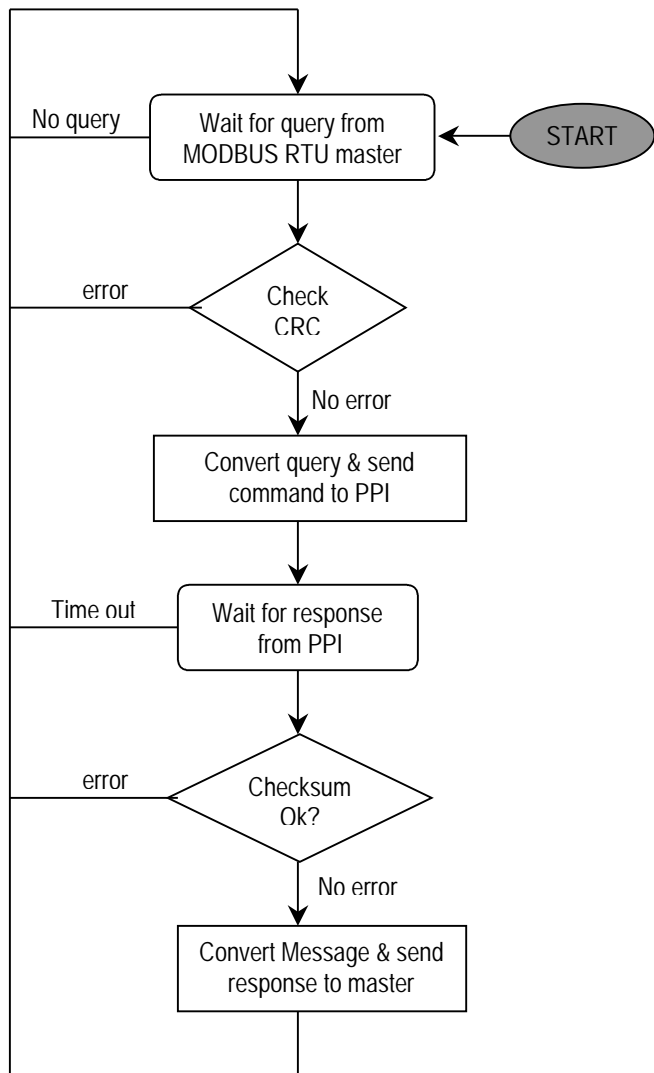 No query
Wait for query from
MODBUS RTU master
START
error
Check
CRC
No error
Convert query & send
command to PPI
Time out
Wait for response
from PPI
error
Checksum
Ok?
No error
Convert Message & send
response to master